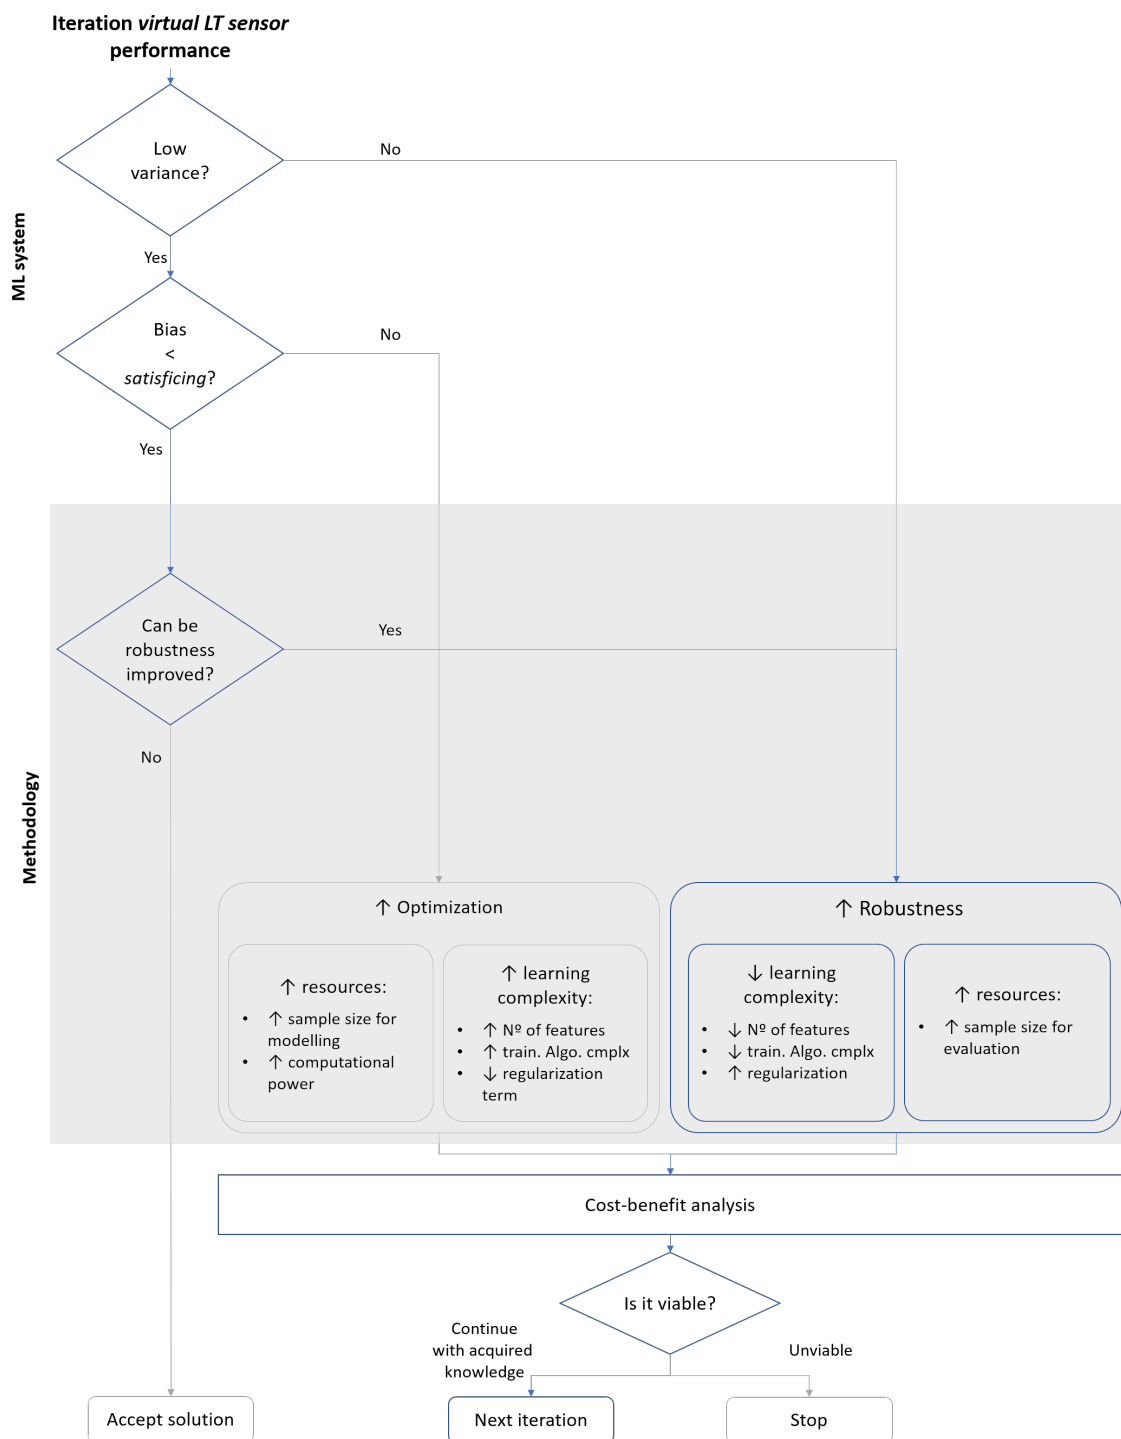 Iteration virtual LT sensor
performance
Low
variance?
No
ML system
Yes
Bias
<
satisficing?
No
Yes
Can be
robustness
improved?
Yes
No
Methodology
↑ Optimization
↑ resources:
• ↑ sample size for
modelling
• ↑ computational
power
↑ learning
complexity:
• ↑ Nº of features
• ↑ train. Algo. cmplx
• ↓ regularization
term
↑ Robustness
↓ learning
complexity:
• ↓ Nº of features
• ↓ train. Algo. cmplx
• ↑ regularization
↑ resources:
• ↑ sample size for
evaluation
Cost-benefit analysis
Is it viable?
Continue
with acquired
knowledge
Unviable
Accept solution
Next iteration
Stop